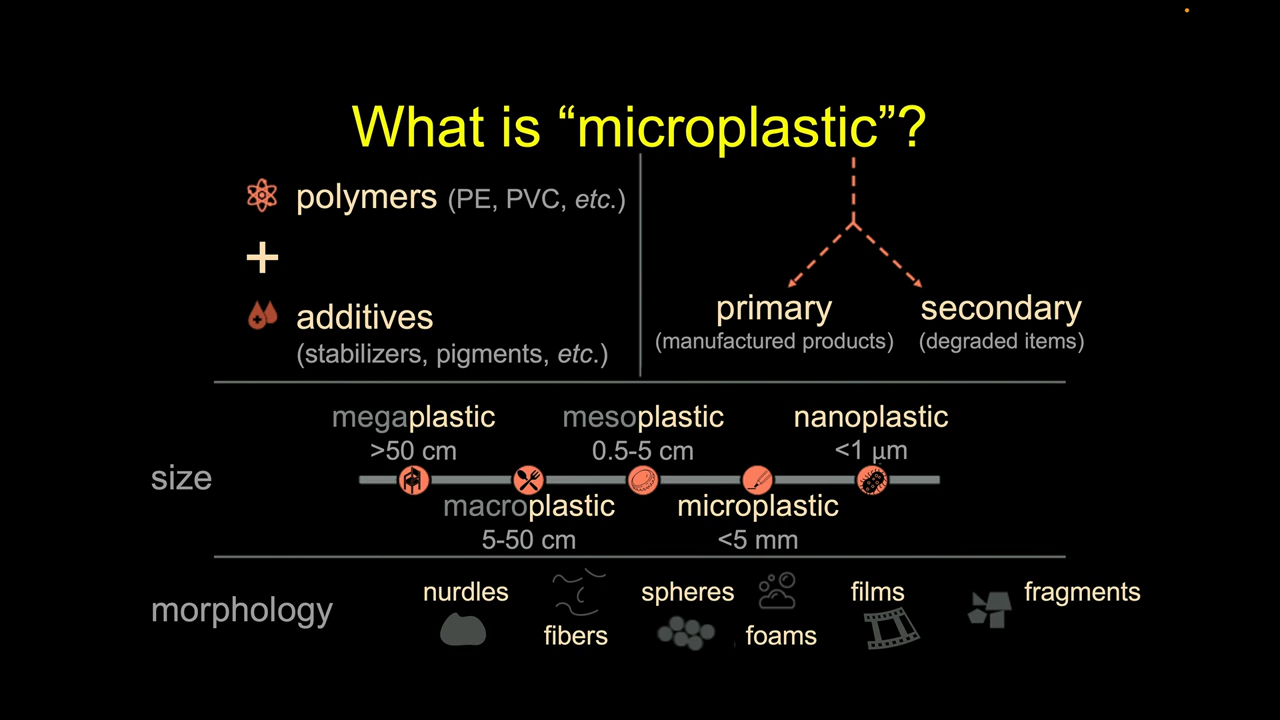 What is “microplastic”?
polymers (PE, PVC, etc.)
+
additives
(stabilizers, pigments, etc.)
primary
(manufactured products)
secondary
(degraded items)
size
megaplastic
>50 cm
macroplastic
5-50 cm
mesoplastic
0.5-5 cm
microplastic
<5 mm
nanoplastic
<1 μm
morphology
nurdles
fibers
spheres
foams
films
fragments